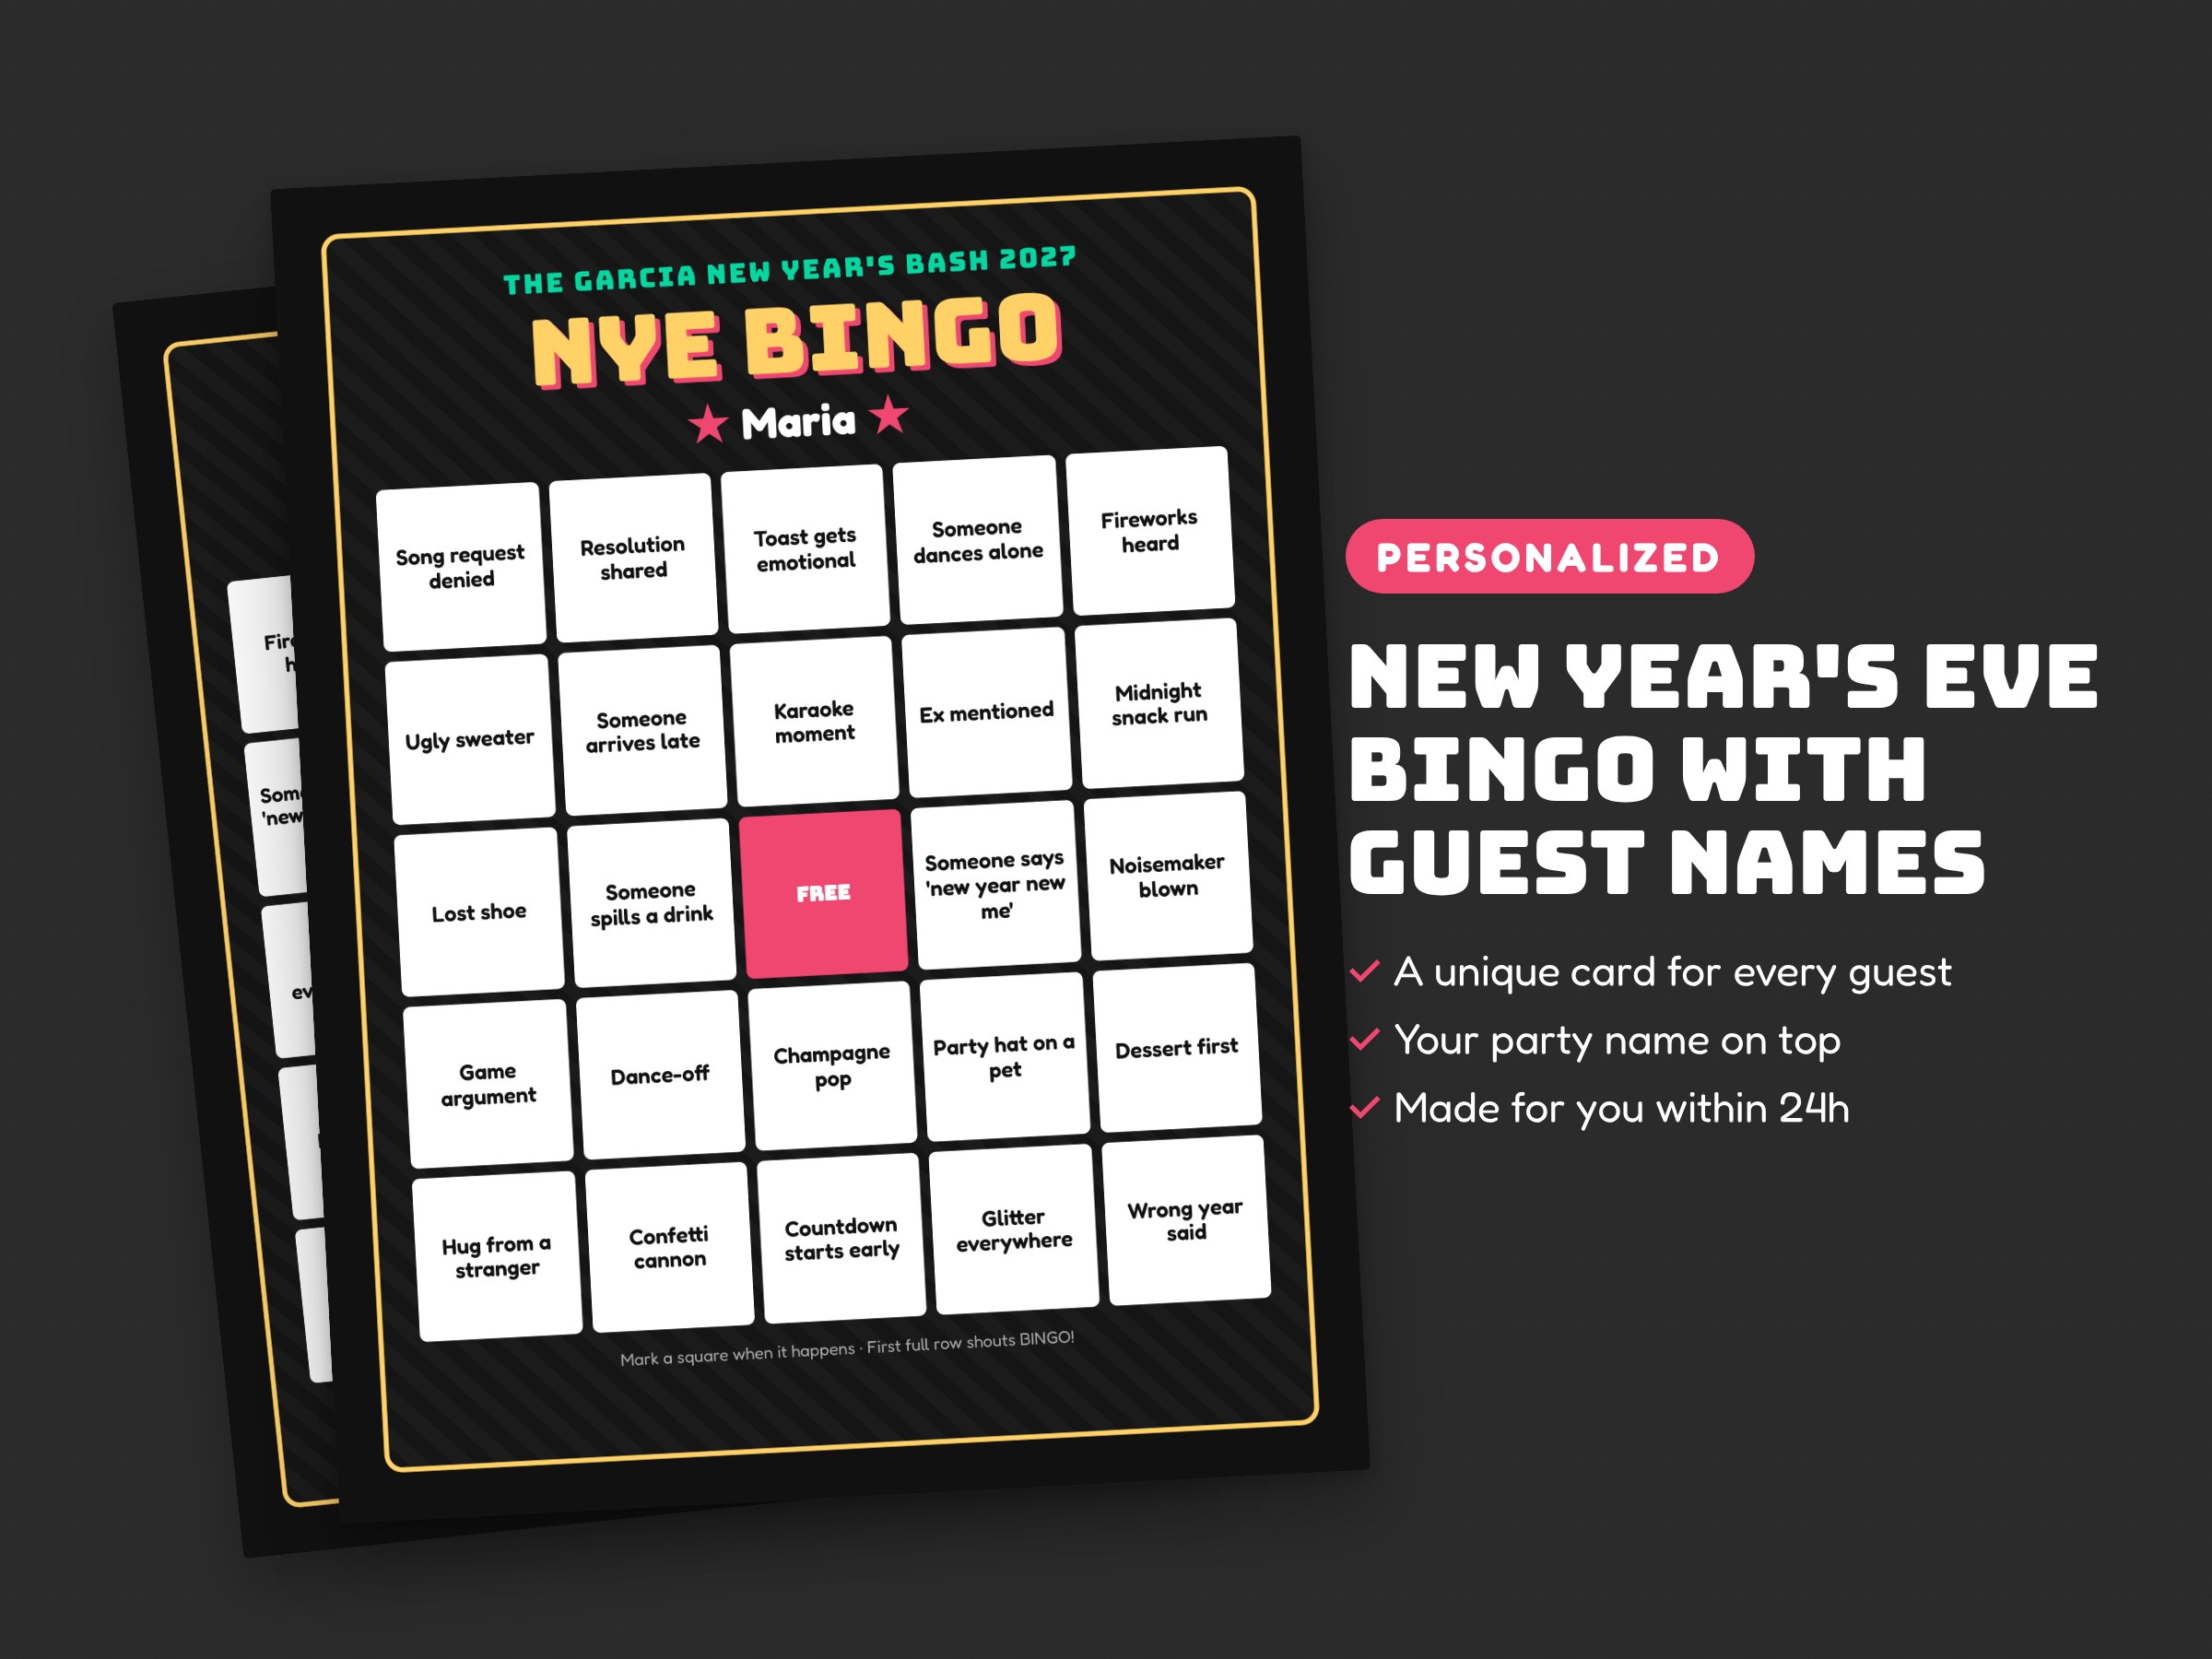 THE GARCIA NEW YEAR'S BASH 2027
NYE BINGO
★ Maria ★
Song request
denied
Resolution
shared
Toast gets
emotional
Someone
dances alone
Fireworks
heard
Ugly sweater
Someone
arrives late
Karaoke
moment
Ex mentioned
Midnight
snack run
Lost shoe
Someone
spills a drink
FREE
Someone says
'new year new
me'
Noisemaker
blown
Game
argument
Dance-off
Champagne
pop
Party hat on a
pet
Dessert first
Hug from a
stranger
Confetti
cannon
Countdown
starts early
Glitter
everywhere
Wrong year
said
Mark a square when it happens · First full row shouts BINGO!
PERSONALIZED
NEW YEAR'S EVE
BINGO WITH
GUEST NAMES
A unique card for every guest
Your party name on top
Made for you within 24h